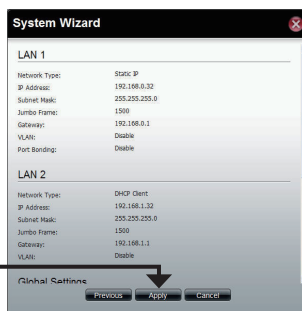 System Wizard
LAN 1
Network Type: Static IP
IP Address: 192.168.0.32
Subnet Mask: 255.255.255.0
Jumbo Frame: 1500
Gateway: 192.168.0.1
VLAN: Disable
Port Bonding: Disable
LAN 2
Network Type: DHCP Client
IP Address: 192.168.1.32
Subnet Mask: 255.255.255.0
Jumbo Frame: 1500
Gateway: 192.168.1.1
VLAN: Disable
Global Settings
Previous Apply Cancel